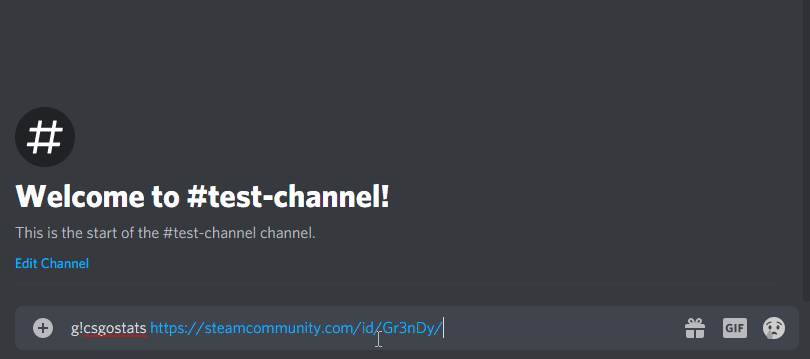 Welcome to #test-channel!
This is the start of the #test-channel channel.
Edit Channel
g!csgostats https://steamcommunity.com/id/Gr3nDy/
GIF